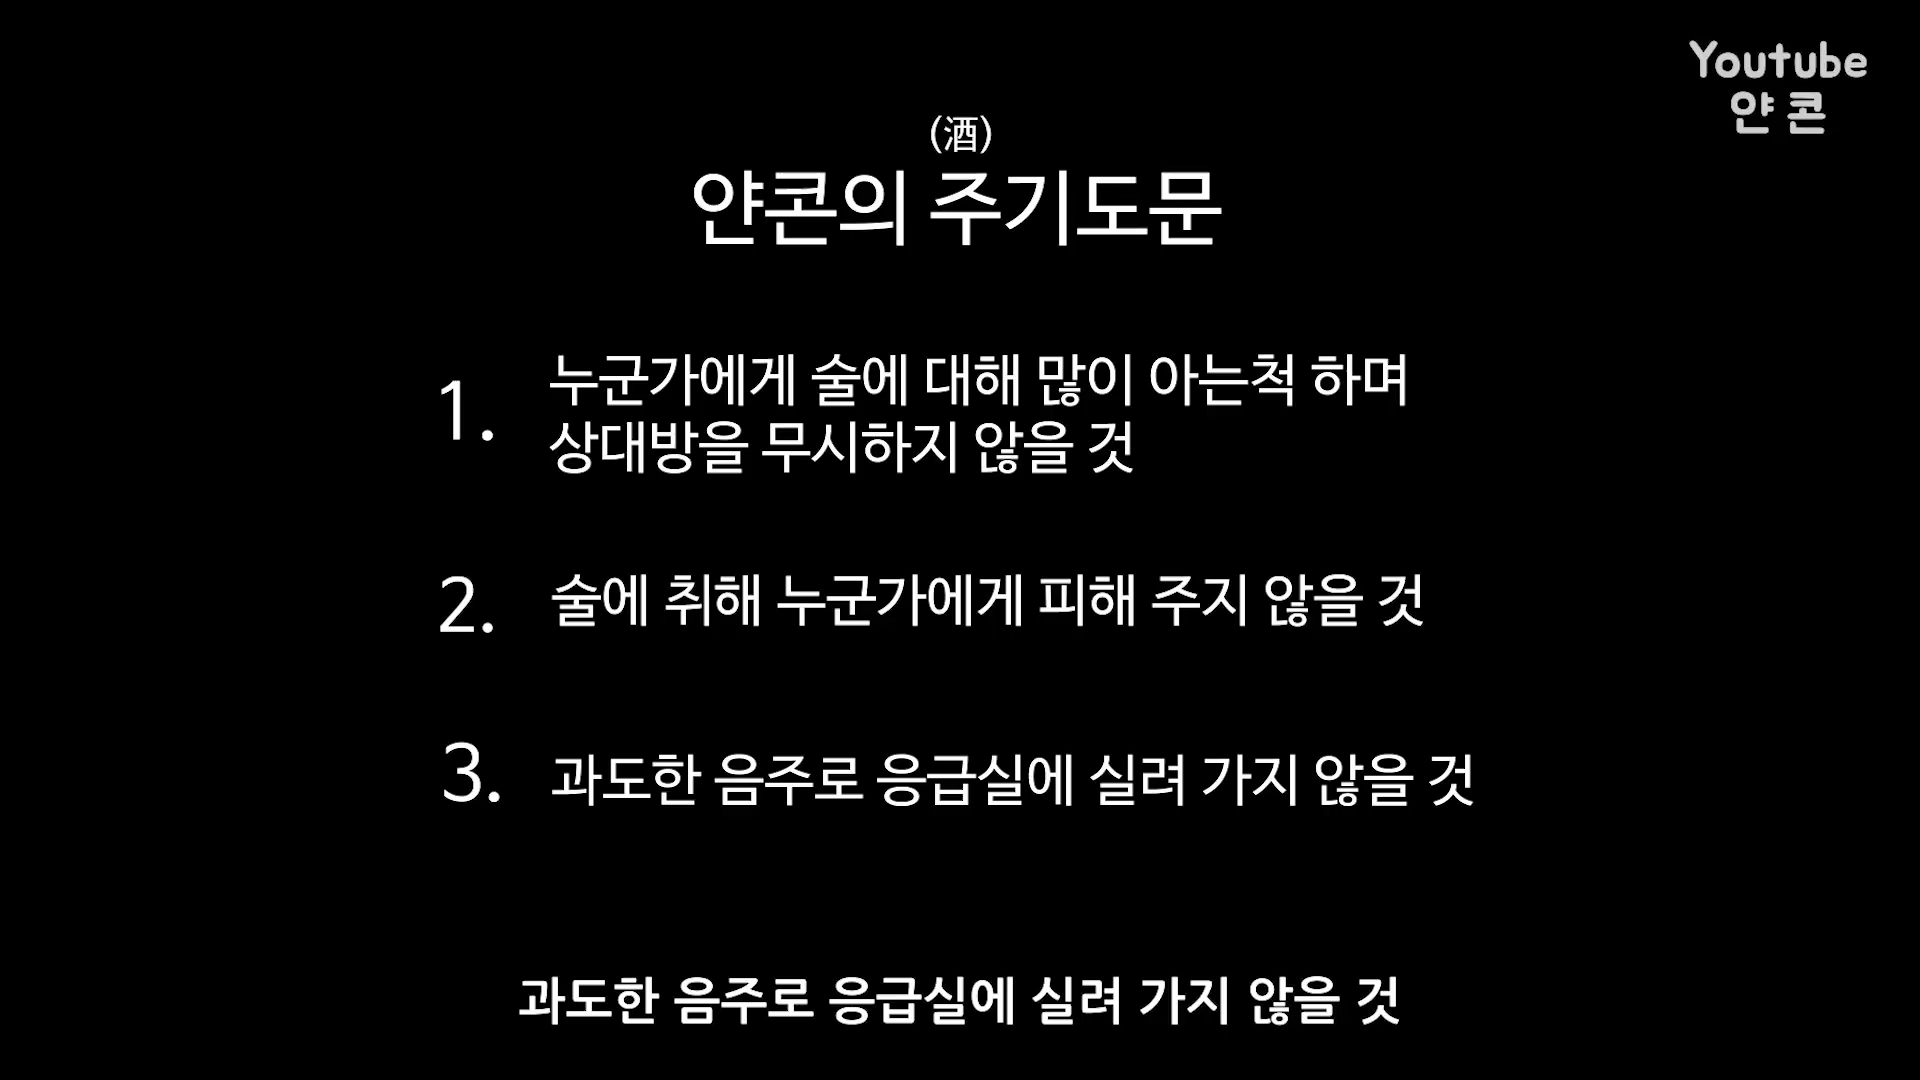 Youtube
얀콘
(酒)
얀콘의 주기도문
1. 누군가에게 술에 대해 많이 아는척 하며
상대방을 무시하지 않을 것
2. 술에 취해 누군가에게 피해 주지 않을 것
3. 과도한 음주로 응급실에 실려 가지 않을 것
과도한 음주로 응급실에 실려 가지 않을 것